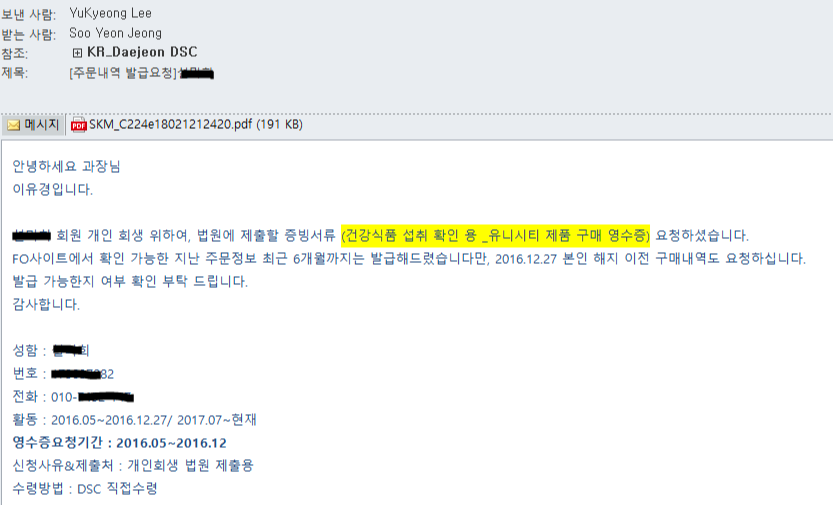 보낸 사람: YuKyeong Lee
받는 사람: Soo Yeon Jeong
참조: KR_Daejeon DSC
제목: [주문내역 발급요청]
메시지 SKM_C224e18021212420.pdf (191 KB)
안녕하세요 과장님
이유경입니다.
회원 개인 회생 위하여, 법원에 제출할 증빙서류 (건강식품 섭취 확인 용 _유니시티 제품 구매 영수증) 요청하셨습니다.
FO사이트에서 확인 가능한 지난 주문정보 최근 6개월까지는 발급해드렸습니다만, 2016.12.27 본인 해지 이전 구매내역도 요청하십니다.
발급 가능한지 여부 확인 부탁 드립니다.
감사합니다.
성함 :
번호 :
전화 : 010-
활동 : 2016.05~2016.12.27/ 2017.07~현재
영수증요청기간 : 2016.05~2016.12
신청사유&제출처 : 개인회생 법원 제출용
수령방법 : DSC 직접수령